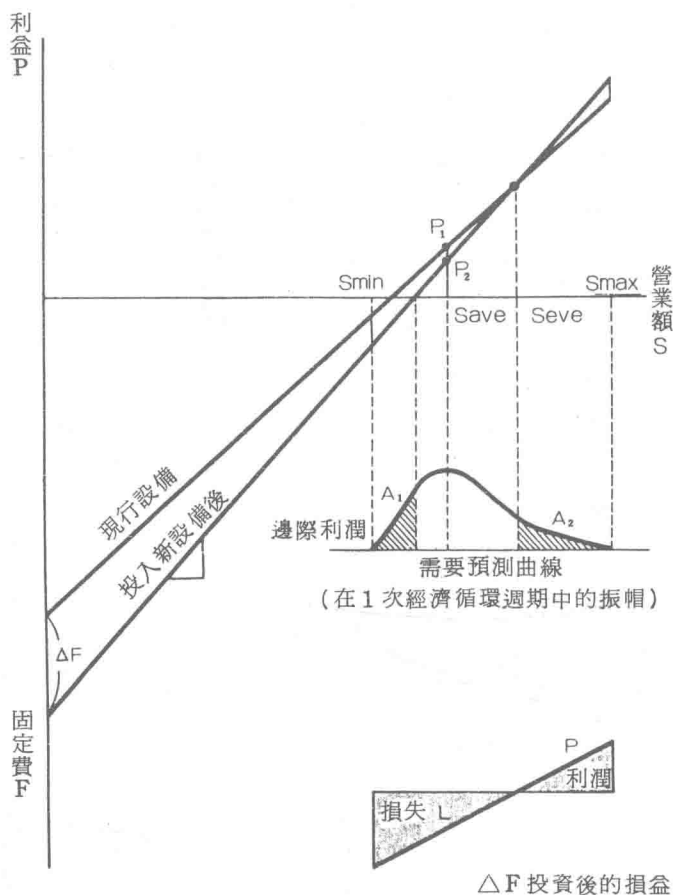 利益P
P₁
P₂
Smin
Smax
營業額S
Save
Seve
現行設備
投入新設備後
A₁
A₂
邊際利潤
需要預測曲線
(在1次經濟循環週期中的振帽)
ΔF
固定費F
P
利潤
損失 L
△F投資後的損益